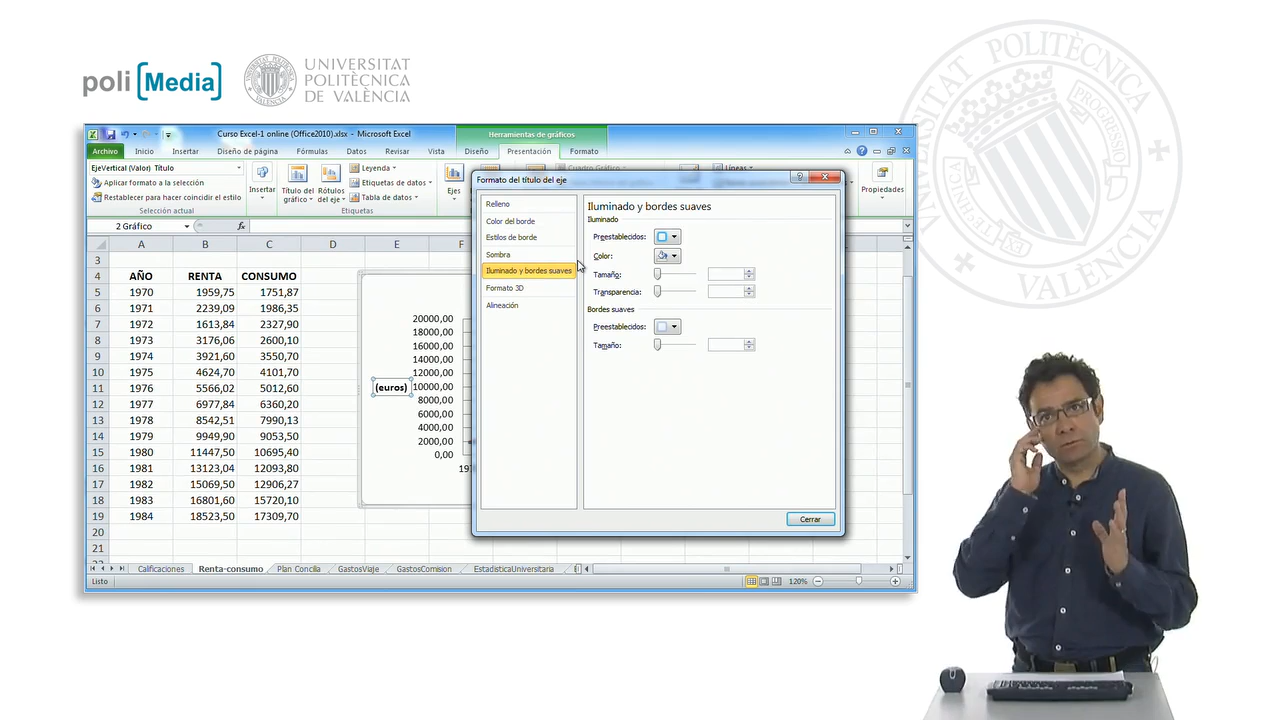 poli[Media]
UNIVERSITAT
POLITÈCNICA
DE VALÈNCIA
UNIVERSITAT POLITÈCNICA DE VALÈNCIA
PROGRESIO
Curso Excel-1 online (Office2010).xlsx - Microsoft Excel
Herramientas de gráficos
Archivo Inicio Insertar Diseño de página Fórmulas Datos Revisar Vista Diseño Presentación Formato
EjeVertical (Valor) Título
Aplicar formato a la selección
Restablecer para hacer coincidir el estilo
Selección actual
Insertar
Título del gráfico
Rótulos del eje
Leyenda
Etiquetas de datos
Tabla de datos
Etiquetas
Ejes
Líneas
Propiedades
2 Gráfico fx
A B C D E F
3
4 AÑO RENTA CONSUMO
5 1970 1959,75 1751,87
6 1971 2239,09 1986,35
7 1972 1613,84 2327,90
8 1973 3176,06 2600,10
9 1974 3921,60 3550,70
10 1975 4624,70 4101,70
11 1976 5566,02 5012,60
12 1977 6977,84 6360,20
13 1978 8542,51 7990,13
14 1979 9949,90 9053,50
15 1980 11447,50 10695,40
16 1981 13123,04 12093,80
17 1982 15069,50 12906,27
18 1983 16801,60 15720,10
19 1984 18523,50 17309,70
20
21
20000,00
18000,00
16000,00
14000,00
12000,00
10000,00
8000,00
6000,00
4000,00
2000,00
0,00
(euros)
Formato del título del eje
Relleno
Color del borde
Estilos de borde
Sombra
Iluminado y bordes suaves
Formato 3D
Alineación
Iluminado y bordes suaves
Iluminado
Preestablecidos:
Color:
Tamaño:
Transparencia:
Bordes suaves
Preestablecidos:
Tamaño:
Cerrar
Calificaciones Renta-consumo Plan Concilia GastosViaje GastosComision EstadisticaUniversitaria
Listo 120%